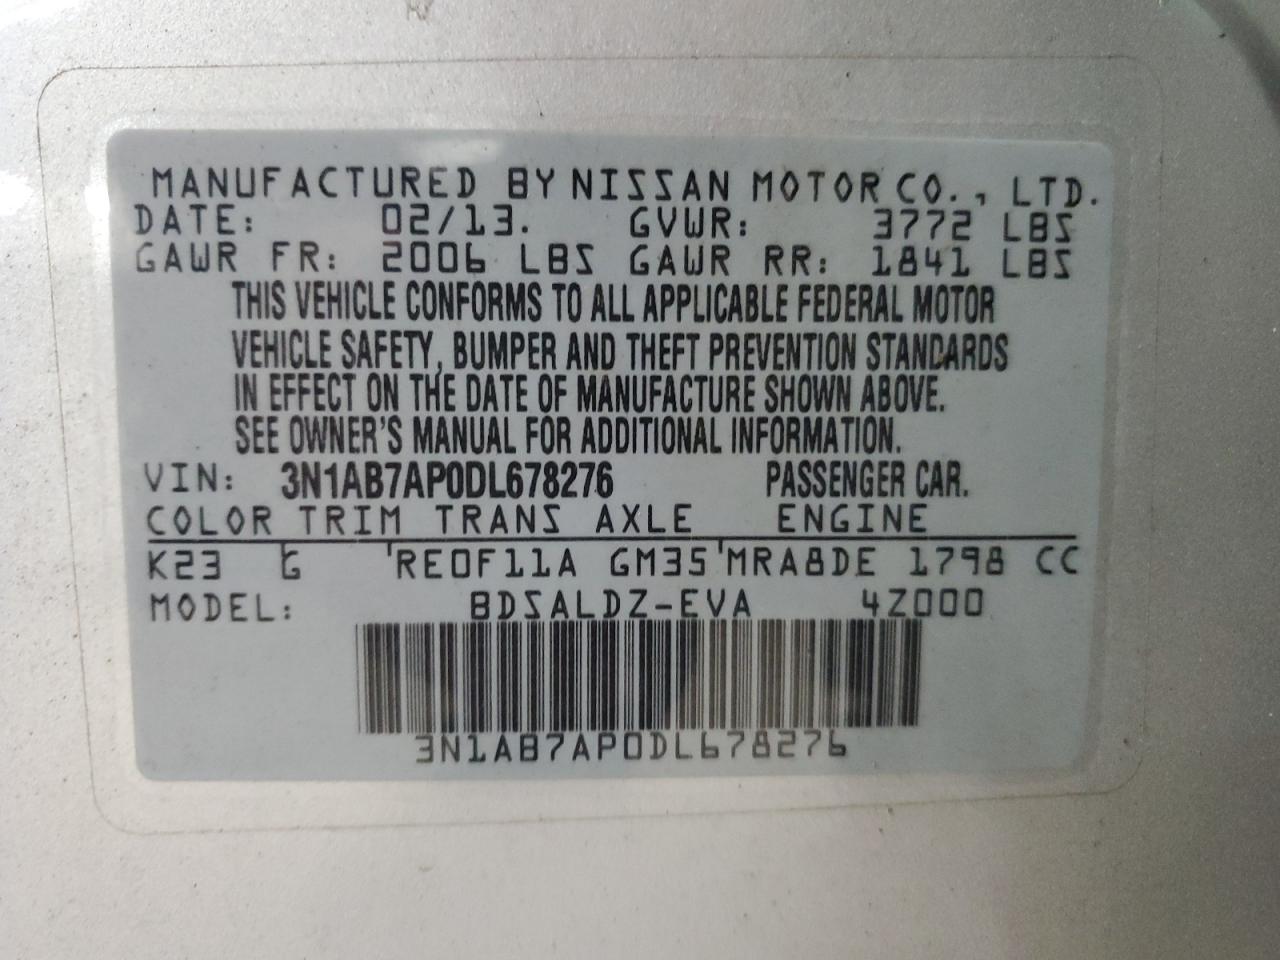 MANUFACTURED BY NISSAN MOTOR CO., LTD.
DATE: 02/13. GVWR: 3772 LBS
GAWR FR: 2006 LBS GAWR RR: 1841 LBS
THIS VEHICLE CONFORMS TO ALL APPLICABLE FEDERAL MOTOR
VEHICLE SAFETY, BUMPER AND THEFT PREVENTION STANDARDS
IN EFFECT ON THE DATE OF MANUFACTURE SHOWN ABOVE.
SEE OWNER'S MANUAL FOR ADDITIONAL INFORMATION.
VIN: 3N1AB7AP0DL678276 PASSENGER CAR.
COLOR TRIM TRANS AXLE ENGINE
K23 G RE0F11A GM35 MRA8DE 1798 CC
MODEL: BDSALDZ-EVA 4Z000
3N1AB7AP0DL678276